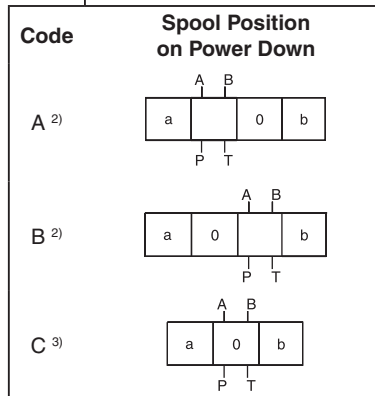 Code
Spool Position
on Power Down
A B
A 2)
a 0 b
P T
A B
B 2)
a 0 b
P T
A B
C 3)
a 0 b
P T